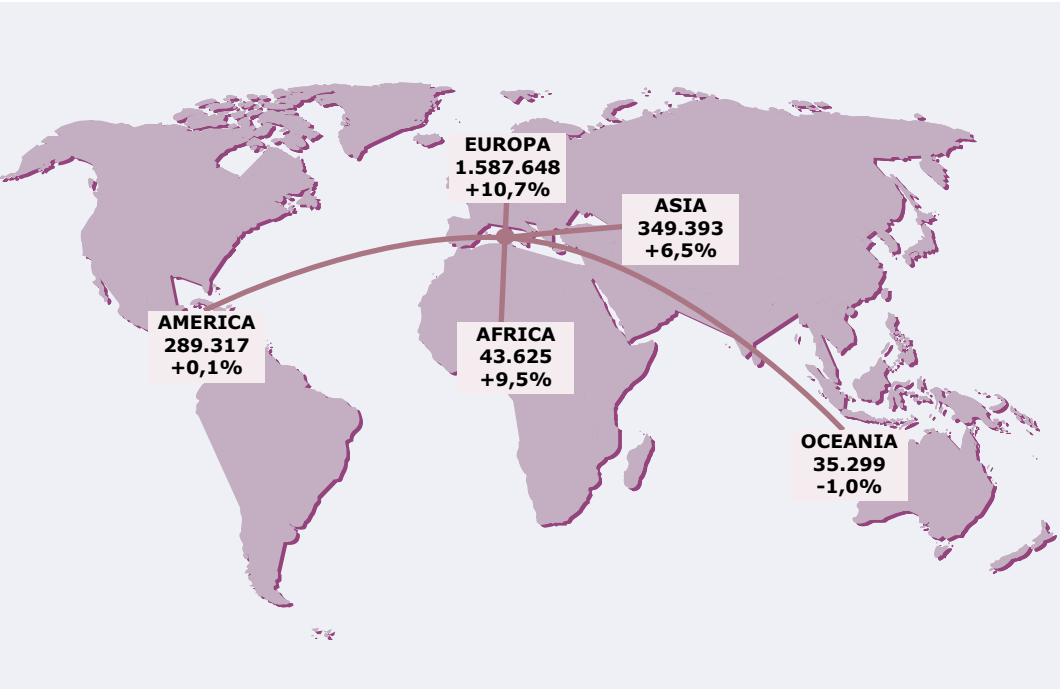 EUROPA
1.587.648
+10,7%
ASIA
349.393
+6,5%
AMERICA
289.317
+0,1%
AFRICA
43.625
+9,5%
OCEANIA
35.299
-1,0%